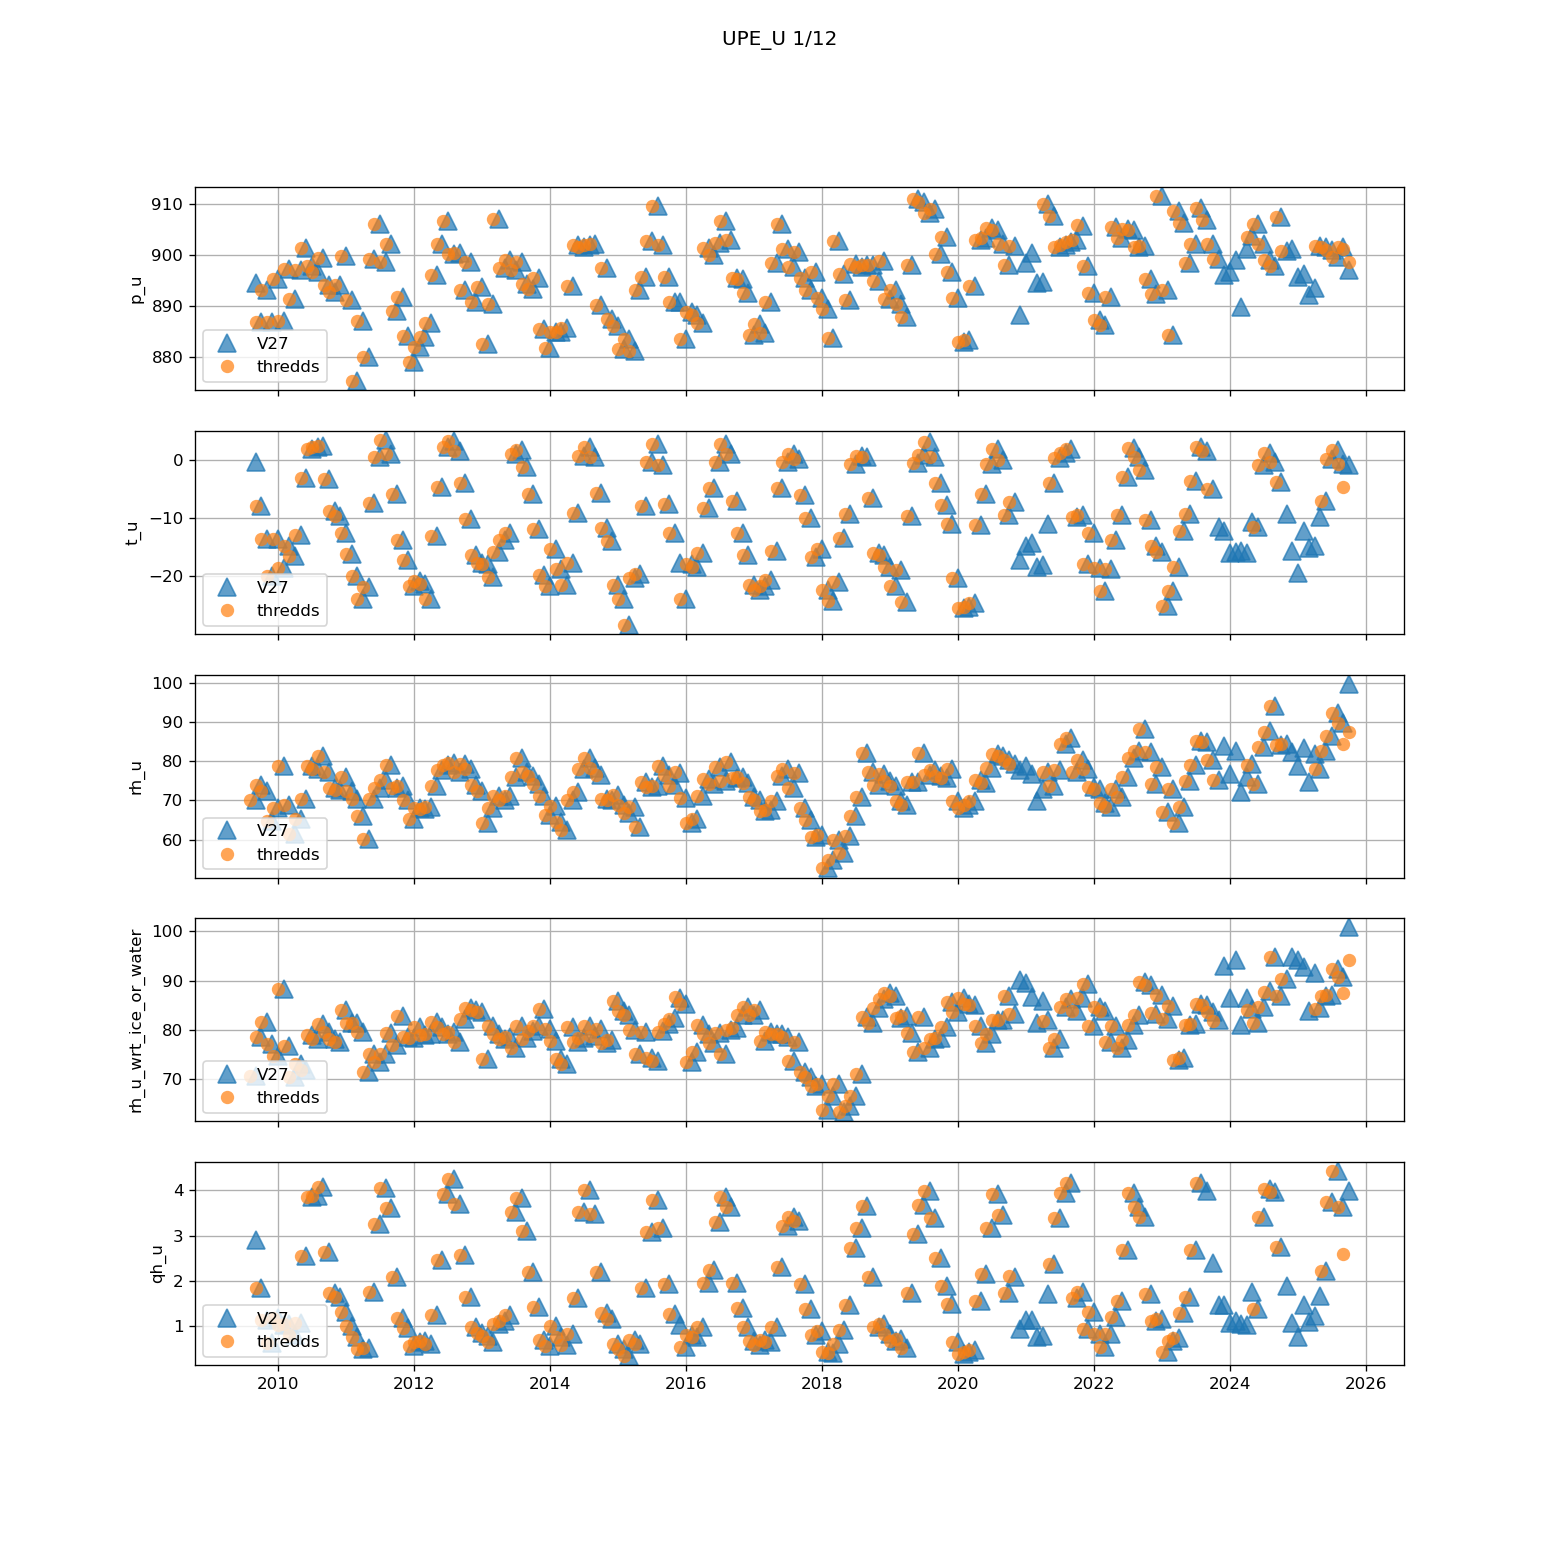 UPE_U 1/12
910
900
890
880
p_u
V27
thredds
0
−10
−20
t_u
V27
thredds
100
90
80
70
60
rh_u
V27
thredds
100
90
80
70
rh_u_wrt_ice_or_water
V27
thredds
4
3
2
1
qh_u
V27
thredds
2010 2012 2014 2016 2018 2020 2022 2024 2026